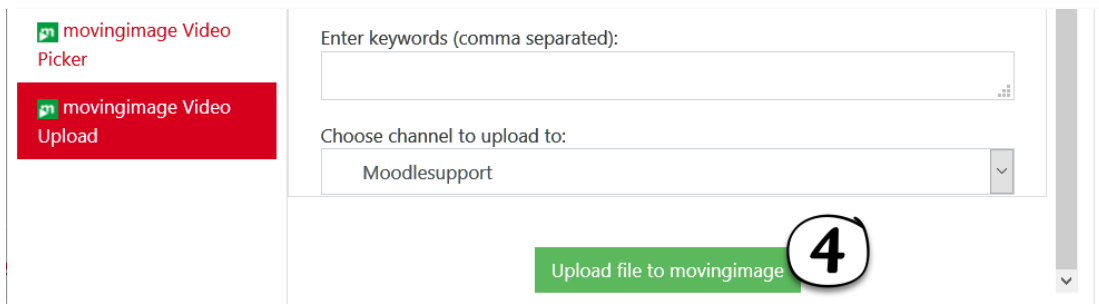 movingimage Video
Picker
movingimage Video
Upload
Enter keywords (comma separated):
Choose channel to upload to:
Moodlesupport
Upload file to movingimage
4